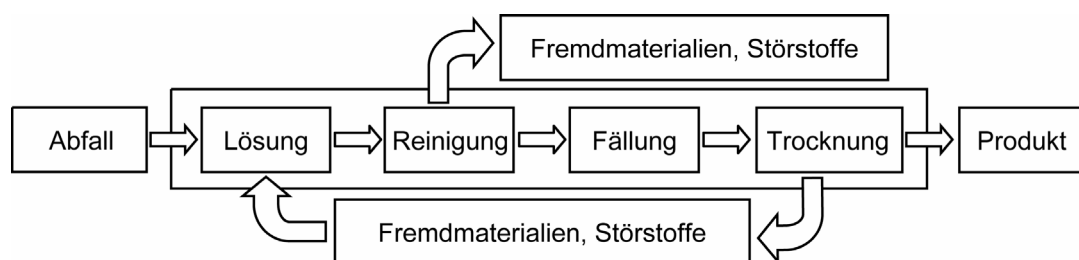 Fremdmaterialien, Störstoffe
Abfall
Lösung
Reinigung
Fällung
Trocknung
Produkt
Fremdmaterialien, Störstoffe